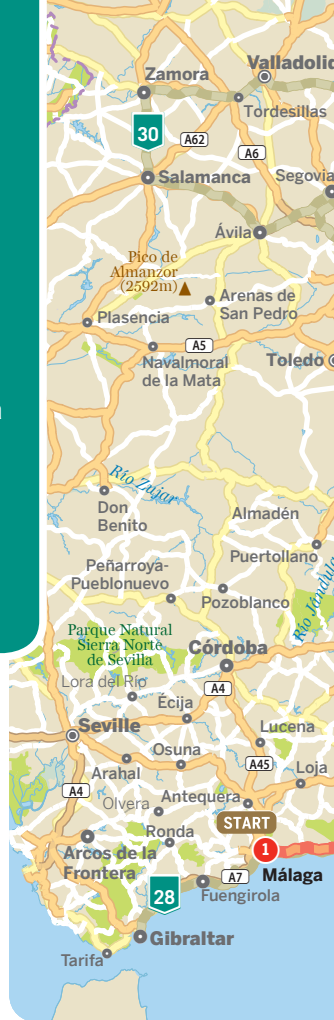 Zamora
Valladolid
Tordesillas
30
A62
A6
Salamanca
Segovia
Ávila
Pico de
Almanzor
(2592m)
Arenas de
San Pedro
Plasencia
A5
Navalmoral
de la Mata
Toledo
Río Zujar
Don
Benito
Almadén
Puertollano
Peñarroya-
Pueblonuevo
Pozoblanco
Río Jándula
Parque Natural
Sierra Norte
de Sevilla
Córdoba
Lora del Río
A4
Écija
Seville
Lucena
Osuna
Arahal
A45
Loja
A4
Olvera
Antequera
START
Ronda
1
Arcos de la
Frontera
Málaga
A7
28
Fuengirola
Gibraltar
Tarifa